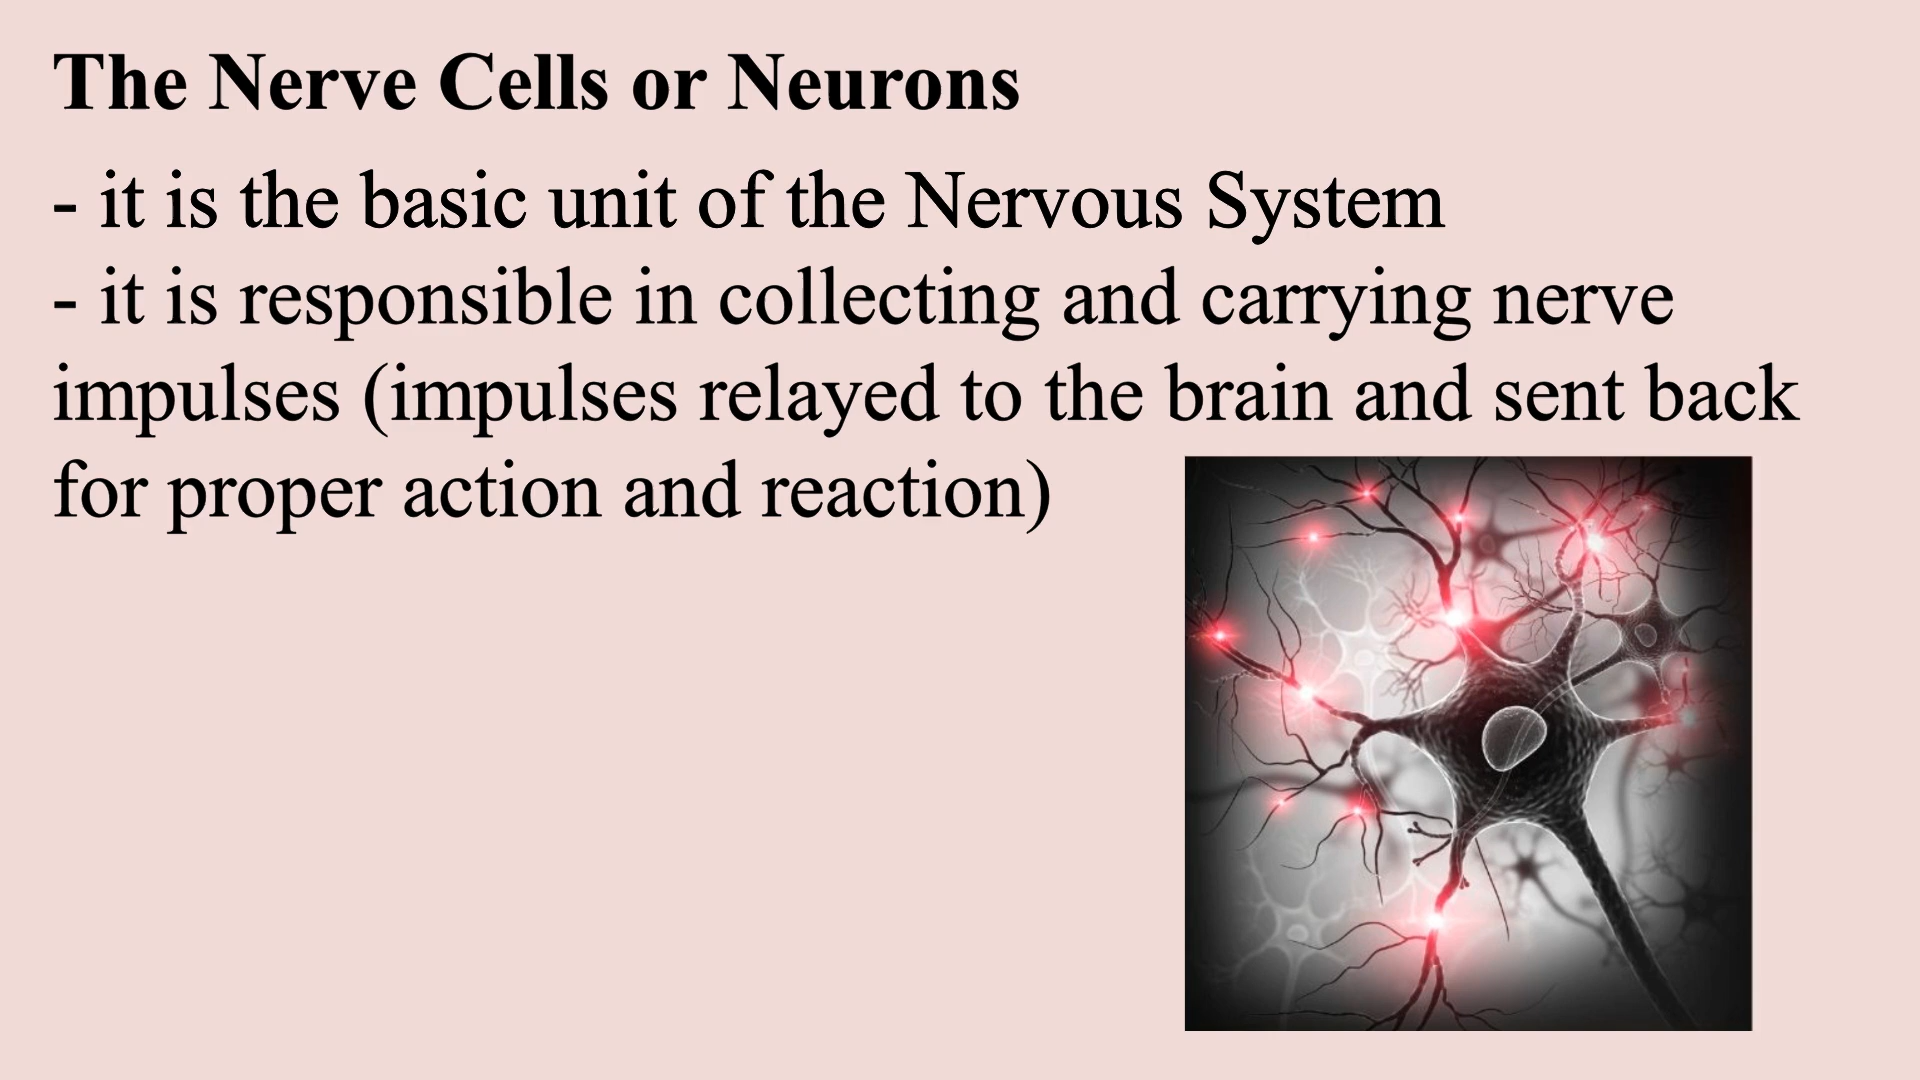 The Nerve Cells or Neurons
- it is the basic unit of the Nervous System
- it is responsible in collecting and carrying nerve
impulses (impulses relayed to the brain and sent back
for proper action and reaction)